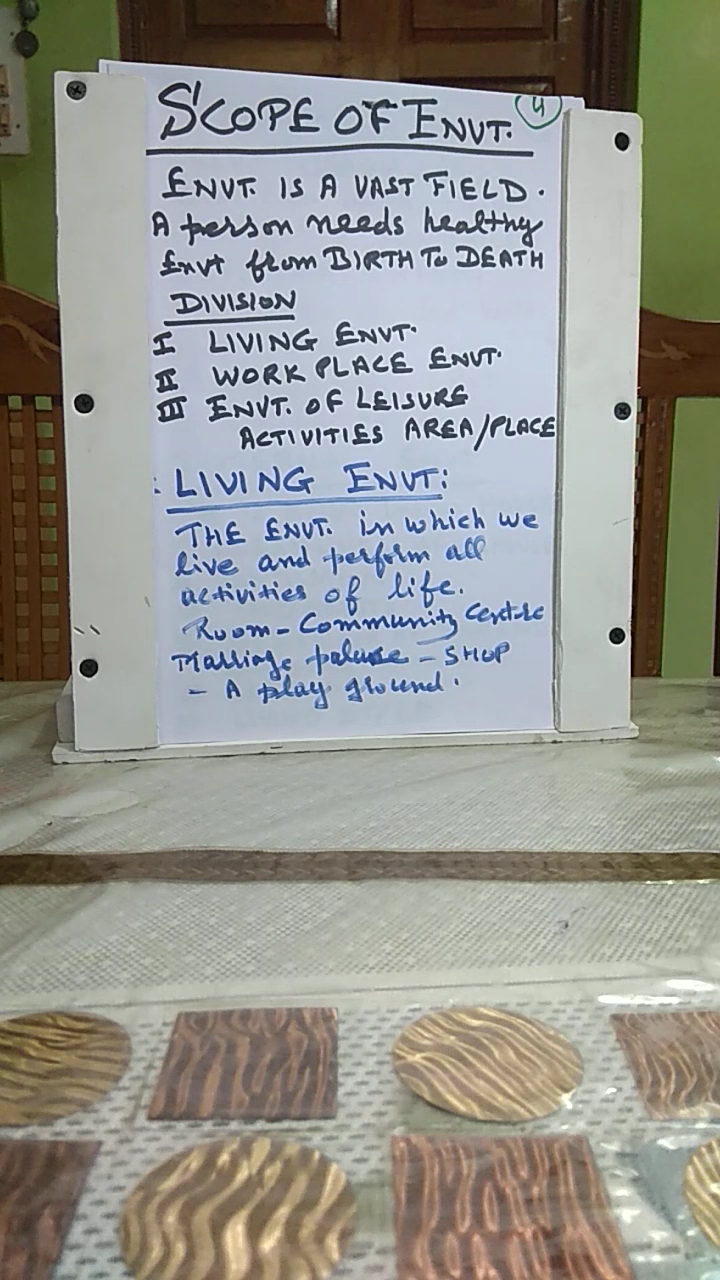 4
SCOPE OF ENVT.
ENVT. IS A VAST FIELD.
A person needs healthy
Envt from BIRTH To DEATH
DIVISION
I LIVING ENVT.
II WORK PLACE ENVT.
III ENVT. OF LEISURE
ACTIVITIES AREA/PLACE
: LIVING ENVT:
THE ENVT. in which we
live and perform all
activities of life.
Room - Community Centre
Marriage palace - SHOP
- A play ground.